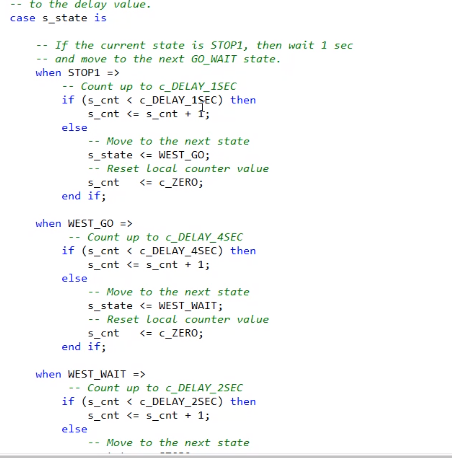 -- to the delay value.
case s_state is
-- If the current state is STOP1, then wait 1 sec
-- and move to the next GO_WAIT state.
when STOP1 =>
-- Count up to c_DELAY_1SEC
if (s_cnt < c_DELAY_1SEC) then
s_cnt <= s_cnt + 1;
else
-- Move to the next state
s_state <= WEST_GO;
-- Reset local counter value
s_cnt   <= c_ZERO;
end if;
when WEST_GO =>
-- Count up to c_DELAY_4SEC
if (s_cnt < c_DELAY_4SEC) then
s_cnt <= s_cnt + 1;
else
-- Move to the next state
s_state <= WEST_WAIT;
-- Reset local counter value
s_cnt   <= c_ZERO;
end if;
when WEST_WAIT =>
-- Count up to c_DELAY_2SEC
if (s_cnt < c_DELAY_2SEC) then
s_cnt <= s_cnt + 1;
else
-- Move to the next state